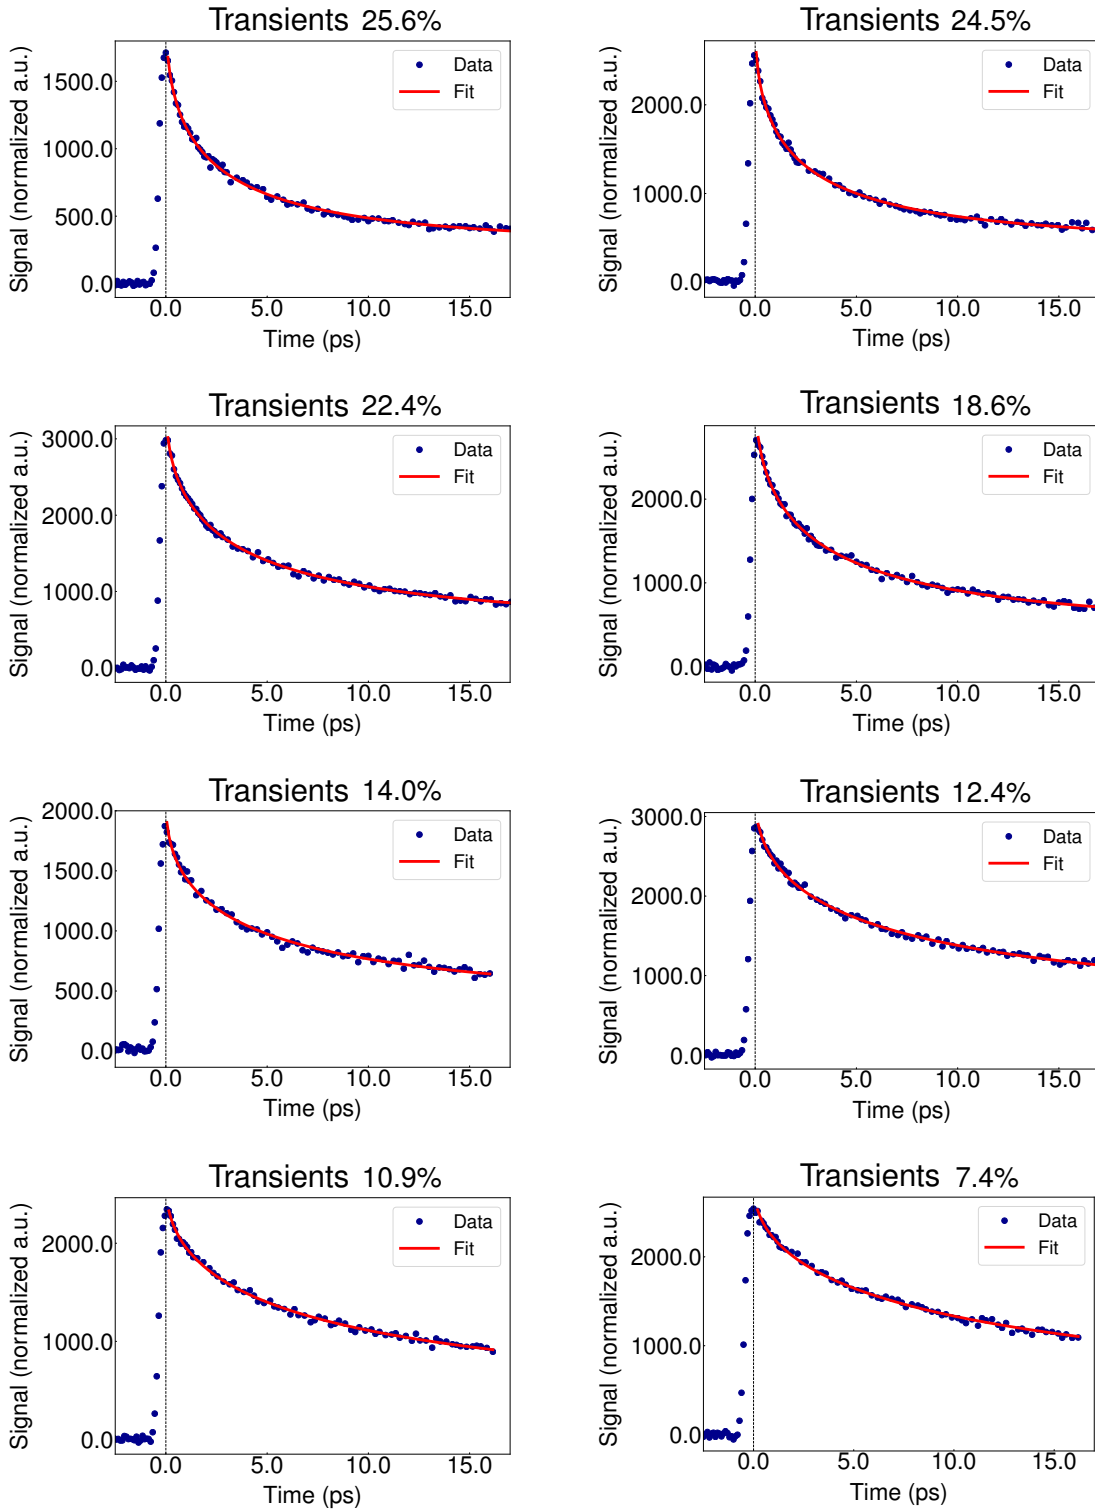 Transients 25.6%
Signal (normalized a.u.)
1500.0
1000.0
500.0
0.0
Data
Fit
0.0 5.0 10.0 15.0
Time (ps)
Transients 24.5%
Signal (normalized a.u.)
2000.0
1000.0
0.0
Data
Fit
0.0 5.0 10.0 15.0
Time (ps)
Transients 22.4%
Signal (normalized a.u.)
3000.0
2000.0
1000.0
0.0
Data
Fit
0.0 5.0 10.0 15.0
Time (ps)
Transients 18.6%
Signal (normalized a.u.)
2000.0
1000.0
0.0
Data
Fit
0.0 5.0 10.0 15.0
Time (ps)
Transients 14.0%
Signal (normalized a.u.)
2000.0
1500.0
1000.0
500.0
0.0
Data
Fit
0.0 5.0 10.0 15.0
Time (ps)
Transients 12.4%
Signal (normalized a.u.)
3000.0
2000.0
1000.0
0.0
Data
Fit
0.0 5.0 10.0 15.0
Time (ps)
Transients 10.9%
Signal (normalized a.u.)
2000.0
1000.0
0.0
Data
Fit
0.0 5.0 10.0 15.0
Time (ps)
Transients 7.4%
Signal (normalized a.u.)
2000.0
1000.0
0.0
Data
Fit
0.0 5.0 10.0 15.0
Time (ps)